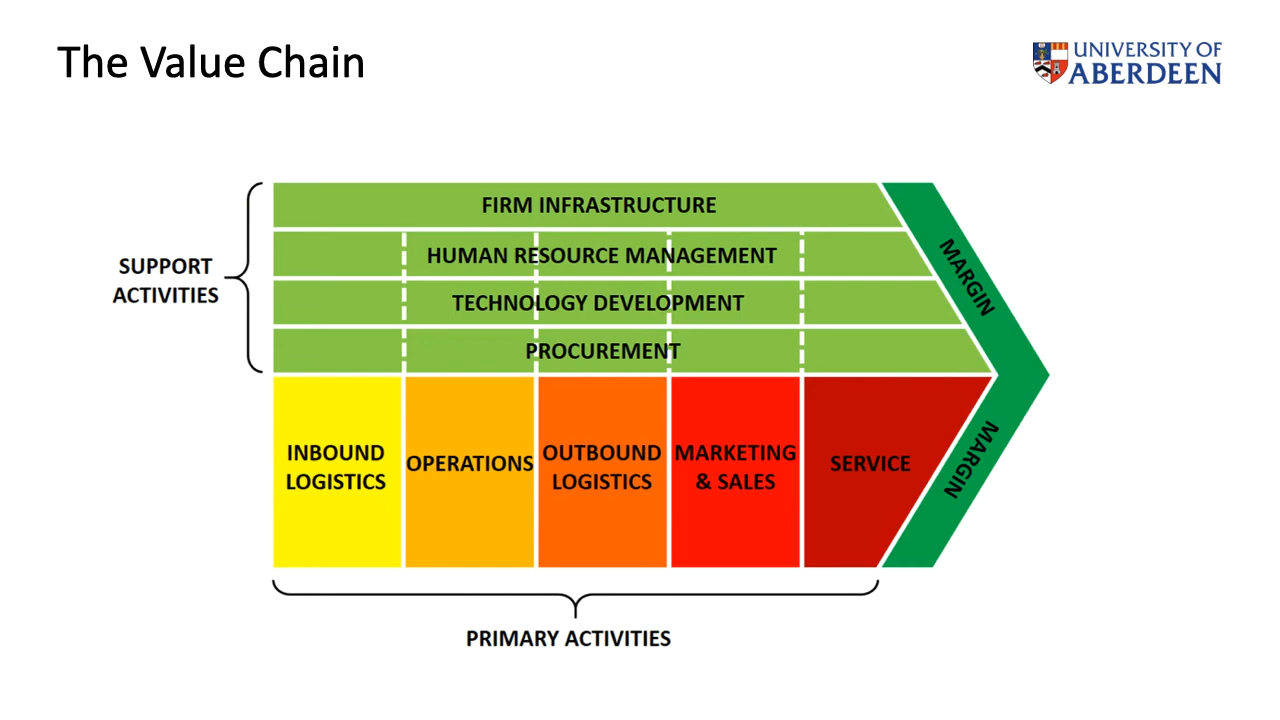 The Value Chain
UNIVERSITY OF
ABERDEEN
FIRM INFRASTRUCTURE
HUMAN RESOURCE MANAGEMENT
TECHNOLOGY DEVELOPMENT
PROCUREMENT
SUPPORT
ACTIVITIES
MARGIN
INBOUND
LOGISTICS
OPERATIONS
OUTBOUND
LOGISTICS
MARKETING
& SALES
SERVICE
MARGIN
PRIMARY ACTIVITIES